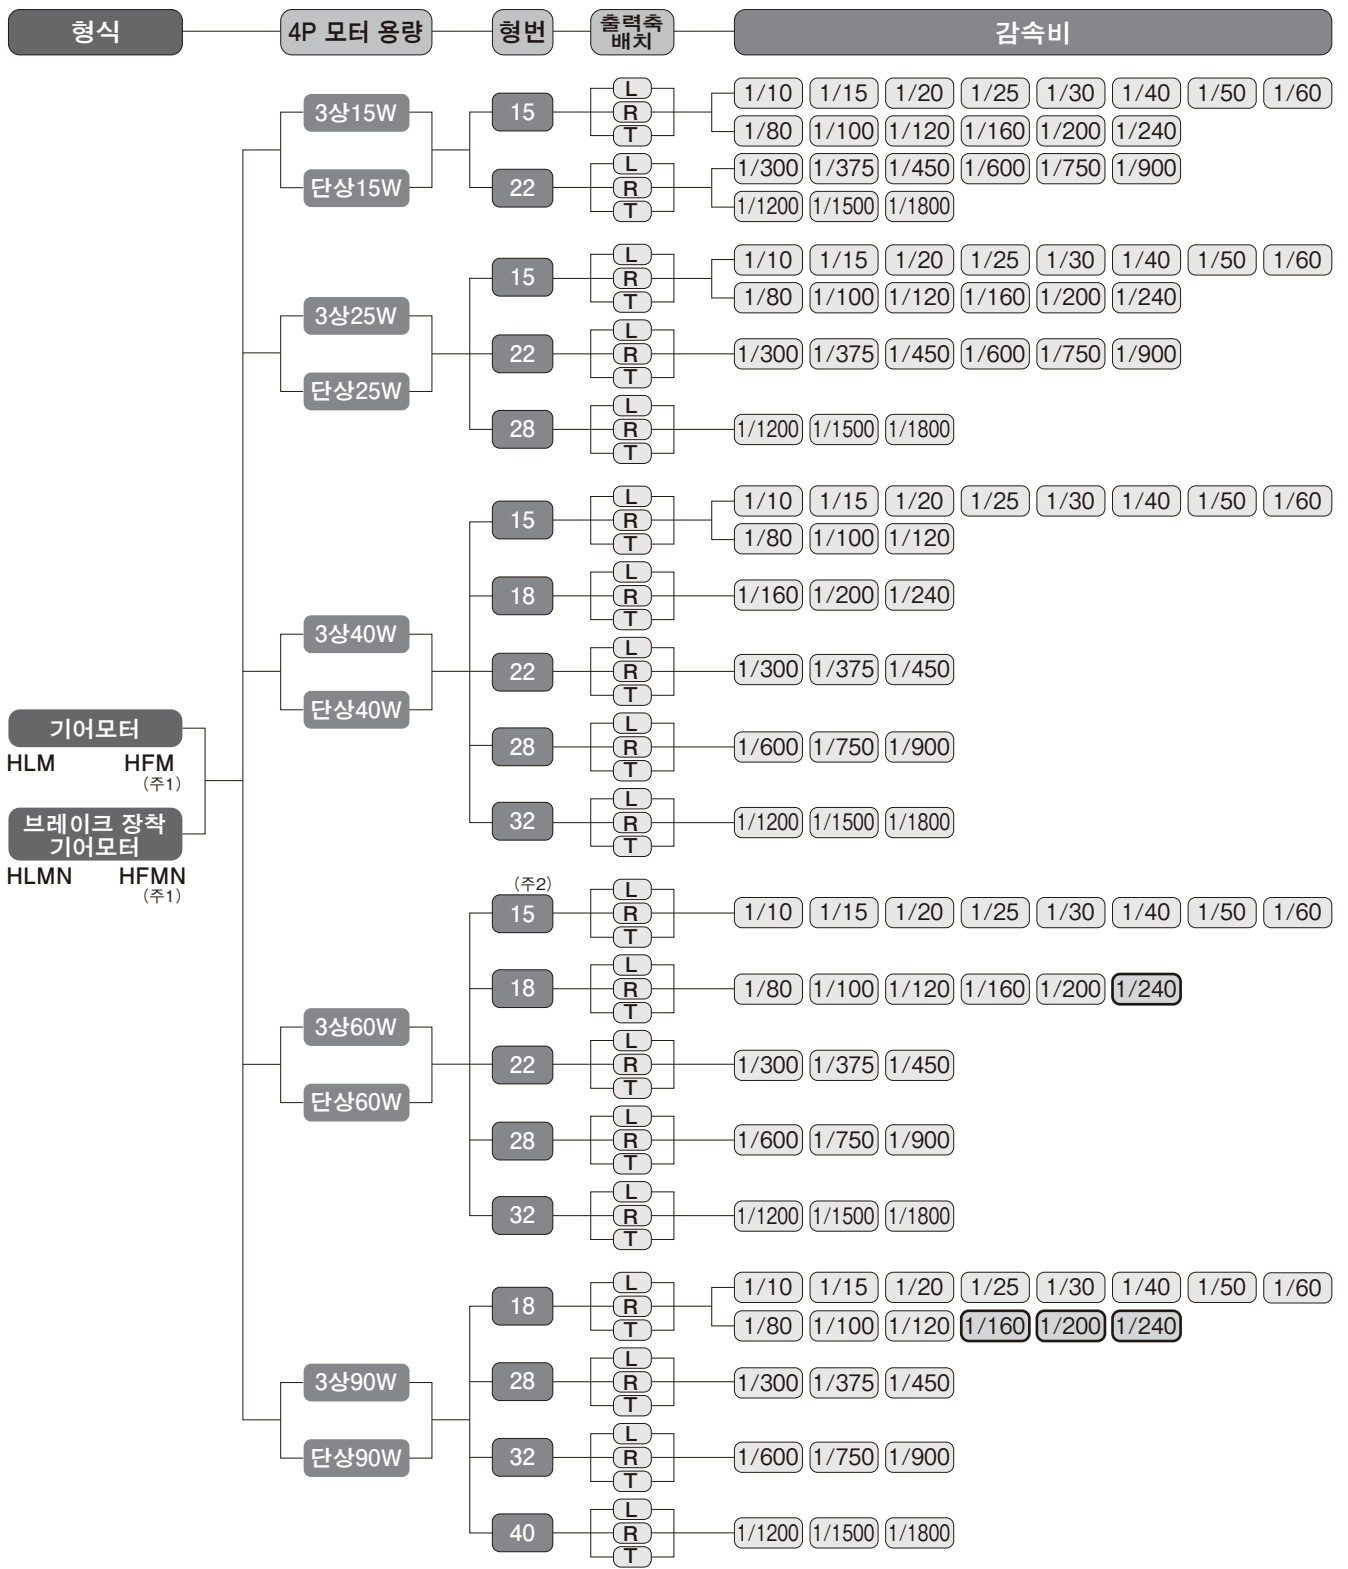 형식 4P 모터 용량 형번 출력축 배치 감속비
L
1/10 1/15 1/20 1/25 1/30 1/40 1/50 1/60
3상15W 15 R
T
1/80 1/100 1/120 1/160 1/200 1/240
L
1/300 1/375 1/450 1/600 1/750 1/900
단상15W 22 R
T
1/1200 1/1500 1/1800
L
1/10 1/15 1/20 1/25 1/30 1/40 1/50 1/60
15 R
T
1/80 1/100 1/120 1/160 1/200 1/240
3상25W
L
22 R 1/300 1/375 1/450 1/600 1/750 1/900
T
단상25W
L
28 R 1/1200 1/1500 1/1800
T
L
1/10 1/15 1/20 1/25 1/30 1/40 1/50 1/60
15 R
T
1/80 1/100 1/120
L
18 R 1/160 1/200 1/240
T
3상40W
L
22 R 1/300 1/375 1/450
T
단상40W
L
기어모터
28 R 1/600 1/750 1/900
HLM HFM
T
(주1)
L
브레이크 장착
32 R 1/1200 1/1500 1/1800
기어모터
T
HLMN HFMN
(주1)
(주2)
L
15 R 1/10 1/15 1/20 1/25 1/30 1/40 1/50 1/60
T
L
18 R 1/80 1/100 1/120 1/160 1/200 1/240
T
3상60W
L
22 R 1/300 1/375 1/450
T
단상60W
L
28 R 1/600 1/750 1/900
T
L
32 R 1/1200 1/1500 1/1800
T
L
1/10 1/15 1/20 1/25 1/30 1/40 1/50 1/60
18 R
T
1/80 1/100 1/120 1/160 1/200 1/240
L
3상90W 28 R 1/300 1/375 1/450
T
L
단상90W 32 R 1/600 1/750 1/900
T
L
40 R 1/1200 1/1500 1/1800
T